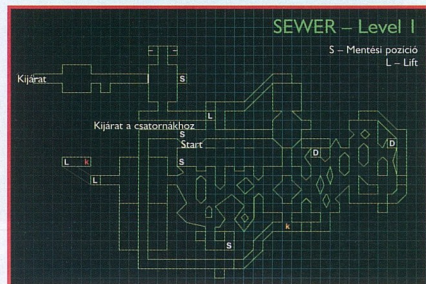 SEWER – Level 1
S – Mentési pozíció
L – Lift
S
Kijárat
L
Kijárat a csatornákhoz
S
Start
D
D
L
k
S
L
k
S